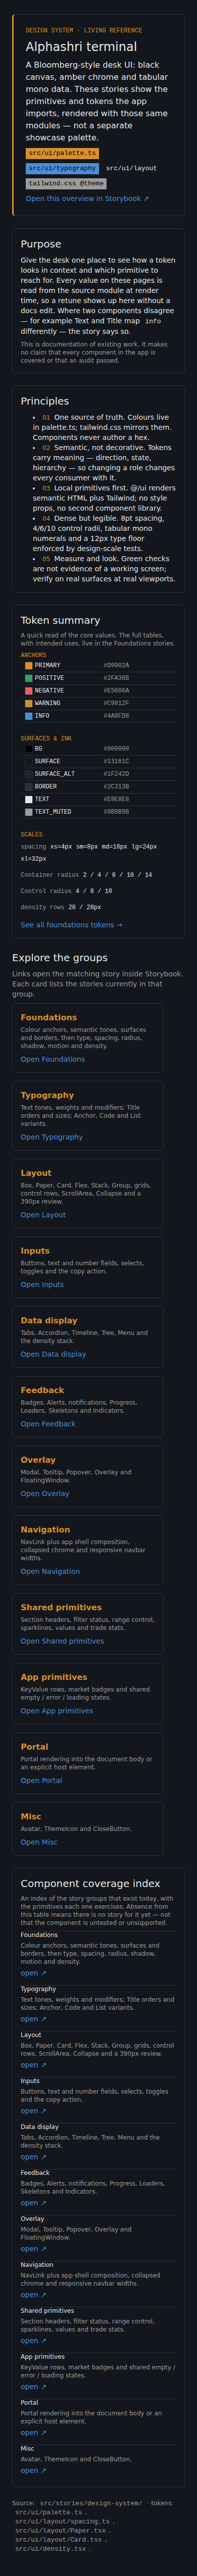 DESIGN SYSTEM · LIVING REFERENCE
Alphashri terminal
A Bloomberg-style desk UI: black
canvas, amber chrome and tabular
mono data. These stories show the
primitives and tokens the app
imports, rendered with those same
modules — not a separate
showcase palette.
src/ui/palette.ts
src/ui/typography src/ui/layout
tailwind.css @theme
Open this overview in Storybook ↗
Purpose
Give the desk one place to see how a token
looks in context and which primitive to
reach for. Every value on these pages is
read from the source module at render
time, so a retune shows up here without a
docs edit. Where two components disagree
— for example Text and Title map info
differently — the story says so.
This is documentation of existing work. It makes
no claim that every component in the app is
covered or that an audit passed.
Principles
• 01 One source of truth. Colours live
in palette.ts; tailwind.css mirrors them.
Components never author a hex.
• 02 Semantic, not decorative. Tokens
carry meaning — direction, state,
hierarchy — so changing a role changes
every consumer with it.
• 03 Local primitives first. @/ui renders
semantic HTML plus Tailwind; no style
props, no second component library.
• 04 Dense but legible. 8pt spacing,
4/6/10 control radii, tabular mono
numerals and a 12px type floor
enforced by design-scale tests.
• 05 Measure and look. Green checks
are not evidence of a working screen;
verify on real surfaces at real viewports.
Token summary
A quick read of the core values. The full tables,
with intended uses, live in the Foundations stories.
ANCHORS
PRIMARY #D9902A
POSITIVE #2FA36B
NEGATIVE #E5606A
WARNING #C9912F
INFO #4A8FD8
SURFACES & INK
BG #000000
SURFACE #13161C
SURFACE_ALT #1F242D
BORDER #2C313B
TEXT #E8E8E8
TEXT_MUTED #9B9B9B
SCALES
spacing xs=4px sm=8px md=16px lg=24px
xl=32px
Container radius 2 / 4 / 6 / 10 / 14
Control radius 4 / 6 / 10
density rows 20 / 28px
See all foundations tokens →
Explore the groups
Links open the matching story inside Storybook.
Each card lists the stories currently in that
group.
Foundations
Colour anchors, semantic tones, surfaces
and borders, then type, spacing, radius,
shadow, motion and density.
Open Foundations
Typography
Text tones, weights and modifiers; Title
orders and sizes; Anchor, Code and List
variants.
Open Typography
Layout
Box, Paper, Card, Flex, Stack, Group, grids,
control rows, ScrollArea, Collapse and a
390px review.
Open Layout
Inputs
Buttons, text and number fields, selects,
toggles and the copy action.
Open Inputs
Data display
Tabs, Accordion, Timeline, Tree, Menu and
the density stack.
Open Data display
Feedback
Badges, Alerts, notifications, Progress,
Loaders, Skeletons and Indicators.
Open Feedback
Overlay
Modal, Tooltip, Popover, Overlay and
FloatingWindow.
Open Overlay
Navigation
NavLink plus app shell composition,
collapsed chrome and responsive navbar
widths.
Open Navigation
Shared primitives
Section headers, filter status, range control,
sparklines, values and trade stats.
Open Shared primitives
App primitives
KeyValue rows, market badges and shared
empty / error / loading states.
Open App primitives
Portal
Portal rendering into the document body or
an explicit host element.
Open Portal
Misc
Avatar, ThemeIcon and CloseButton.
Open Misc
Component coverage index
An index of the story groups that exist today, with
the primitives each one exercises. Absence from
this table means there is no story for it yet — not
that the component is untested or unsupported.
Foundations
Colour anchors, semantic tones, surfaces and
borders, then type, spacing, radius, shadow,
motion and density.
open ↗
Typography
Text tones, weights and modifiers; Title orders and
sizes; Anchor, Code and List variants.
open ↗
Layout
Box, Paper, Card, Flex, Stack, Group, grids, control
rows, ScrollArea, Collapse and a 390px review.
open ↗
Inputs
Buttons, text and number fields, selects, toggles
and the copy action.
open ↗
Data display
Tabs, Accordion, Timeline, Tree, Menu and the
density stack.
open ↗
Feedback
Badges, Alerts, notifications, Progress, Loaders,
Skeletons and Indicators.
open ↗
Overlay
Modal, Tooltip, Popover, Overlay and
FloatingWindow.
open ↗
Navigation
NavLink plus app shell composition, collapsed
chrome and responsive navbar widths.
open ↗
Shared primitives
Section headers, filter status, range control,
sparklines, values and trade stats.
open ↗
App primitives
KeyValue rows, market badges and shared empty /
error / loading states.
open ↗
Portal
Portal rendering into the document body or an
explicit host element.
open ↗
Misc
Avatar, ThemeIcon and CloseButton.
open ↗
Source: src/stories/design-system/ · tokens:
src/ui/palette.ts ,
src/ui/layout/spacing.ts ,
src/ui/layout/Paper.tsx ,
src/ui/layout/Card.tsx ,
src/ui/density.tsx .